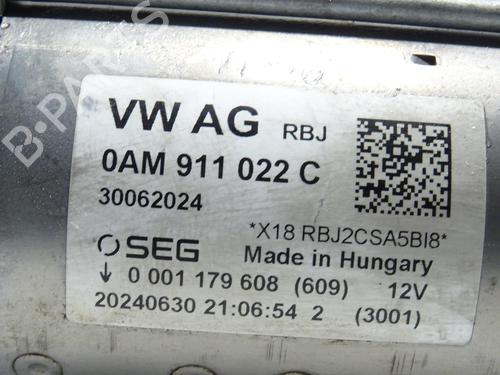 B-PARTS
VW AG RBJ
0AM 911 022 C
30062024
*X18 RBJ2CSA5BI8*
SEG Made in Hungary
↓ 0 001 179 608 (609) 12V
20240630 21:06:54 2 (3001)